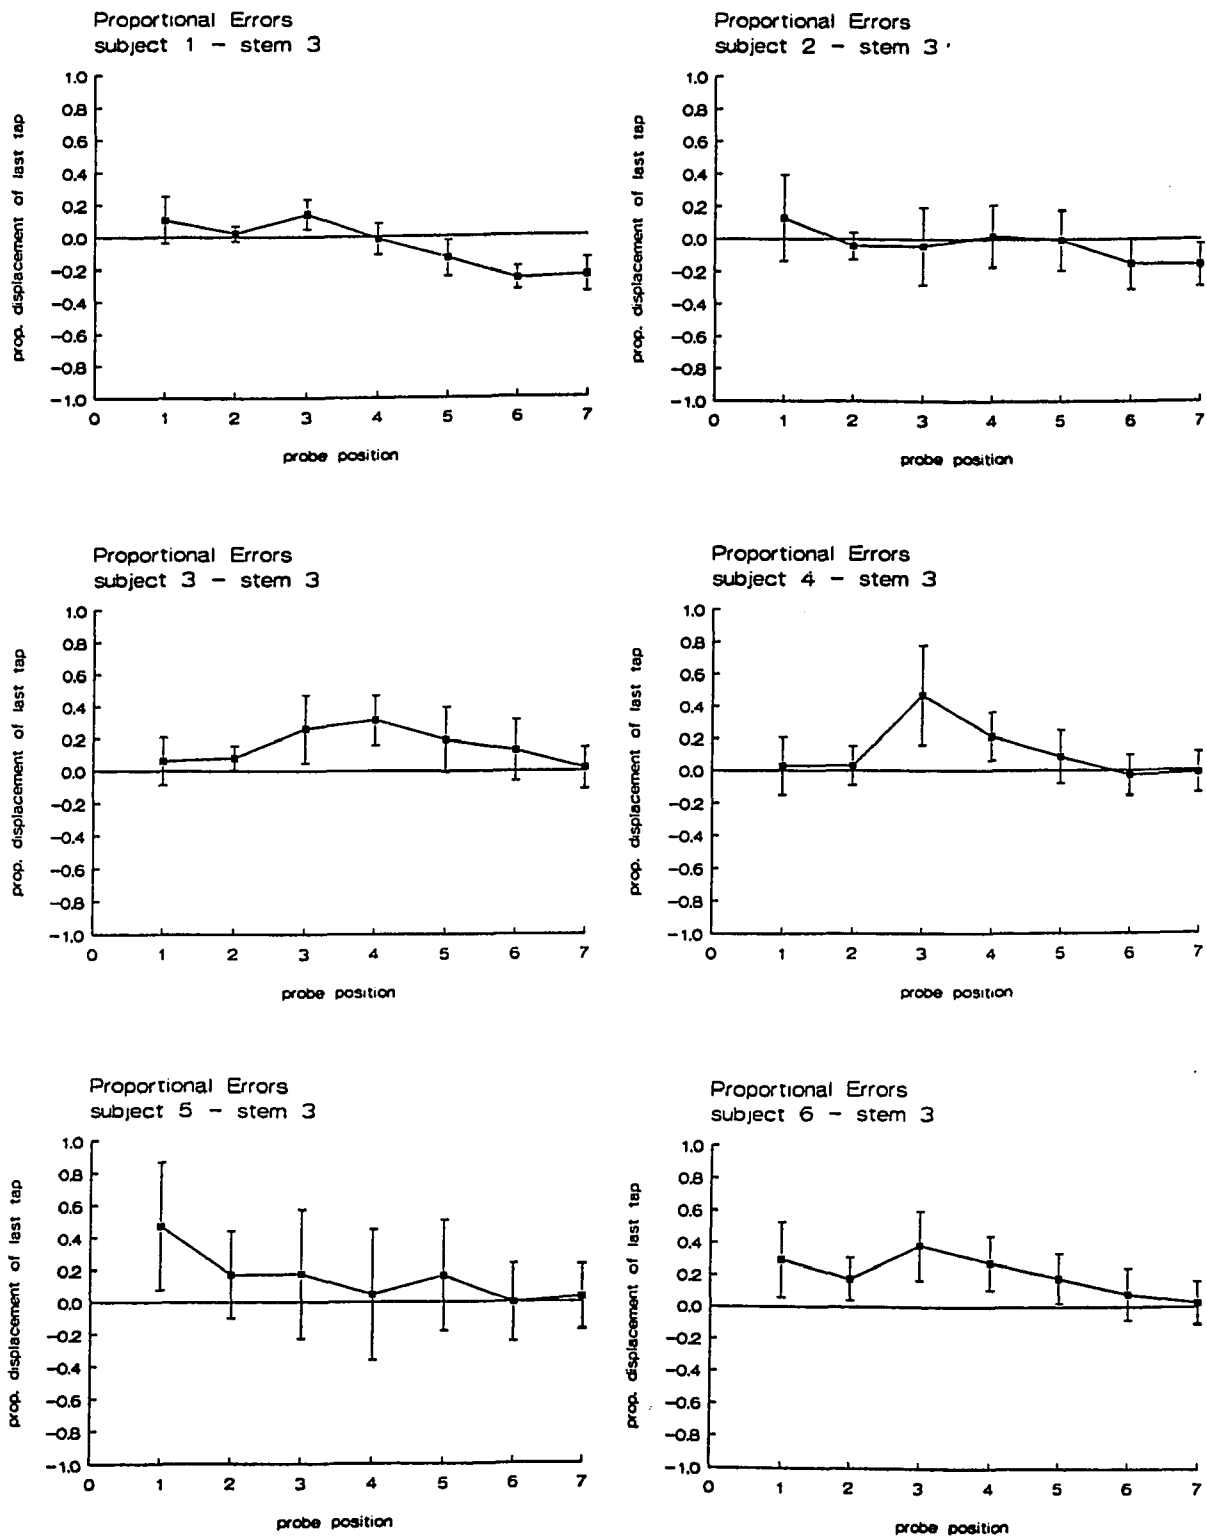 Proportional Errors
subject 1 - stem 3
prop. displacement of last tap
1.0
0.8
0.6
0.4
0.2
0.0
-0.2
-0.4
-0.6
-0.8
-1.0
0 1 2 3 4 5 6 7
probe position
Proportional Errors
subject 2 - stem 3
prop. displacement of last tap
1.0
0.8
0.6
0.4
0.2
0.0
-0.2
-0.4
-0.6
-0.8
-1.0
0 1 2 3 4 5 6 7
probe position
Proportional Errors
subject 3 - stem 3
prop. displacement of last tap
1.0
0.8
0.6
0.4
0.2
0.0
-0.2
-0.4
-0.6
-0.8
-1.0
0 1 2 3 4 5 6 7
probe position
Proportional Errors
subject 4 - stem 3
prop. displacement of last tap
1.0
0.8
0.6
0.4
0.2
0.0
-0.2
-0.4
-0.6
-0.8
-1.0
0 1 2 3 4 5 6 7
probe position
Proportional Errors
subject 5 - stem 3
prop. displacement of last tap
1.0
0.8
0.6
0.4
0.2
0.0
-0.2
-0.4
-0.6
-0.8
-1.0
0 1 2 3 4 5 6 7
probe position
Proportional Errors
subject 6 - stem 3
prop. displacement of last tap
1.0
0.8
0.6
0.4
0.2
0.0
-0.2
-0.4
-0.6
-0.8
-1.0
0 1 2 3 4 5 6 7
probe position